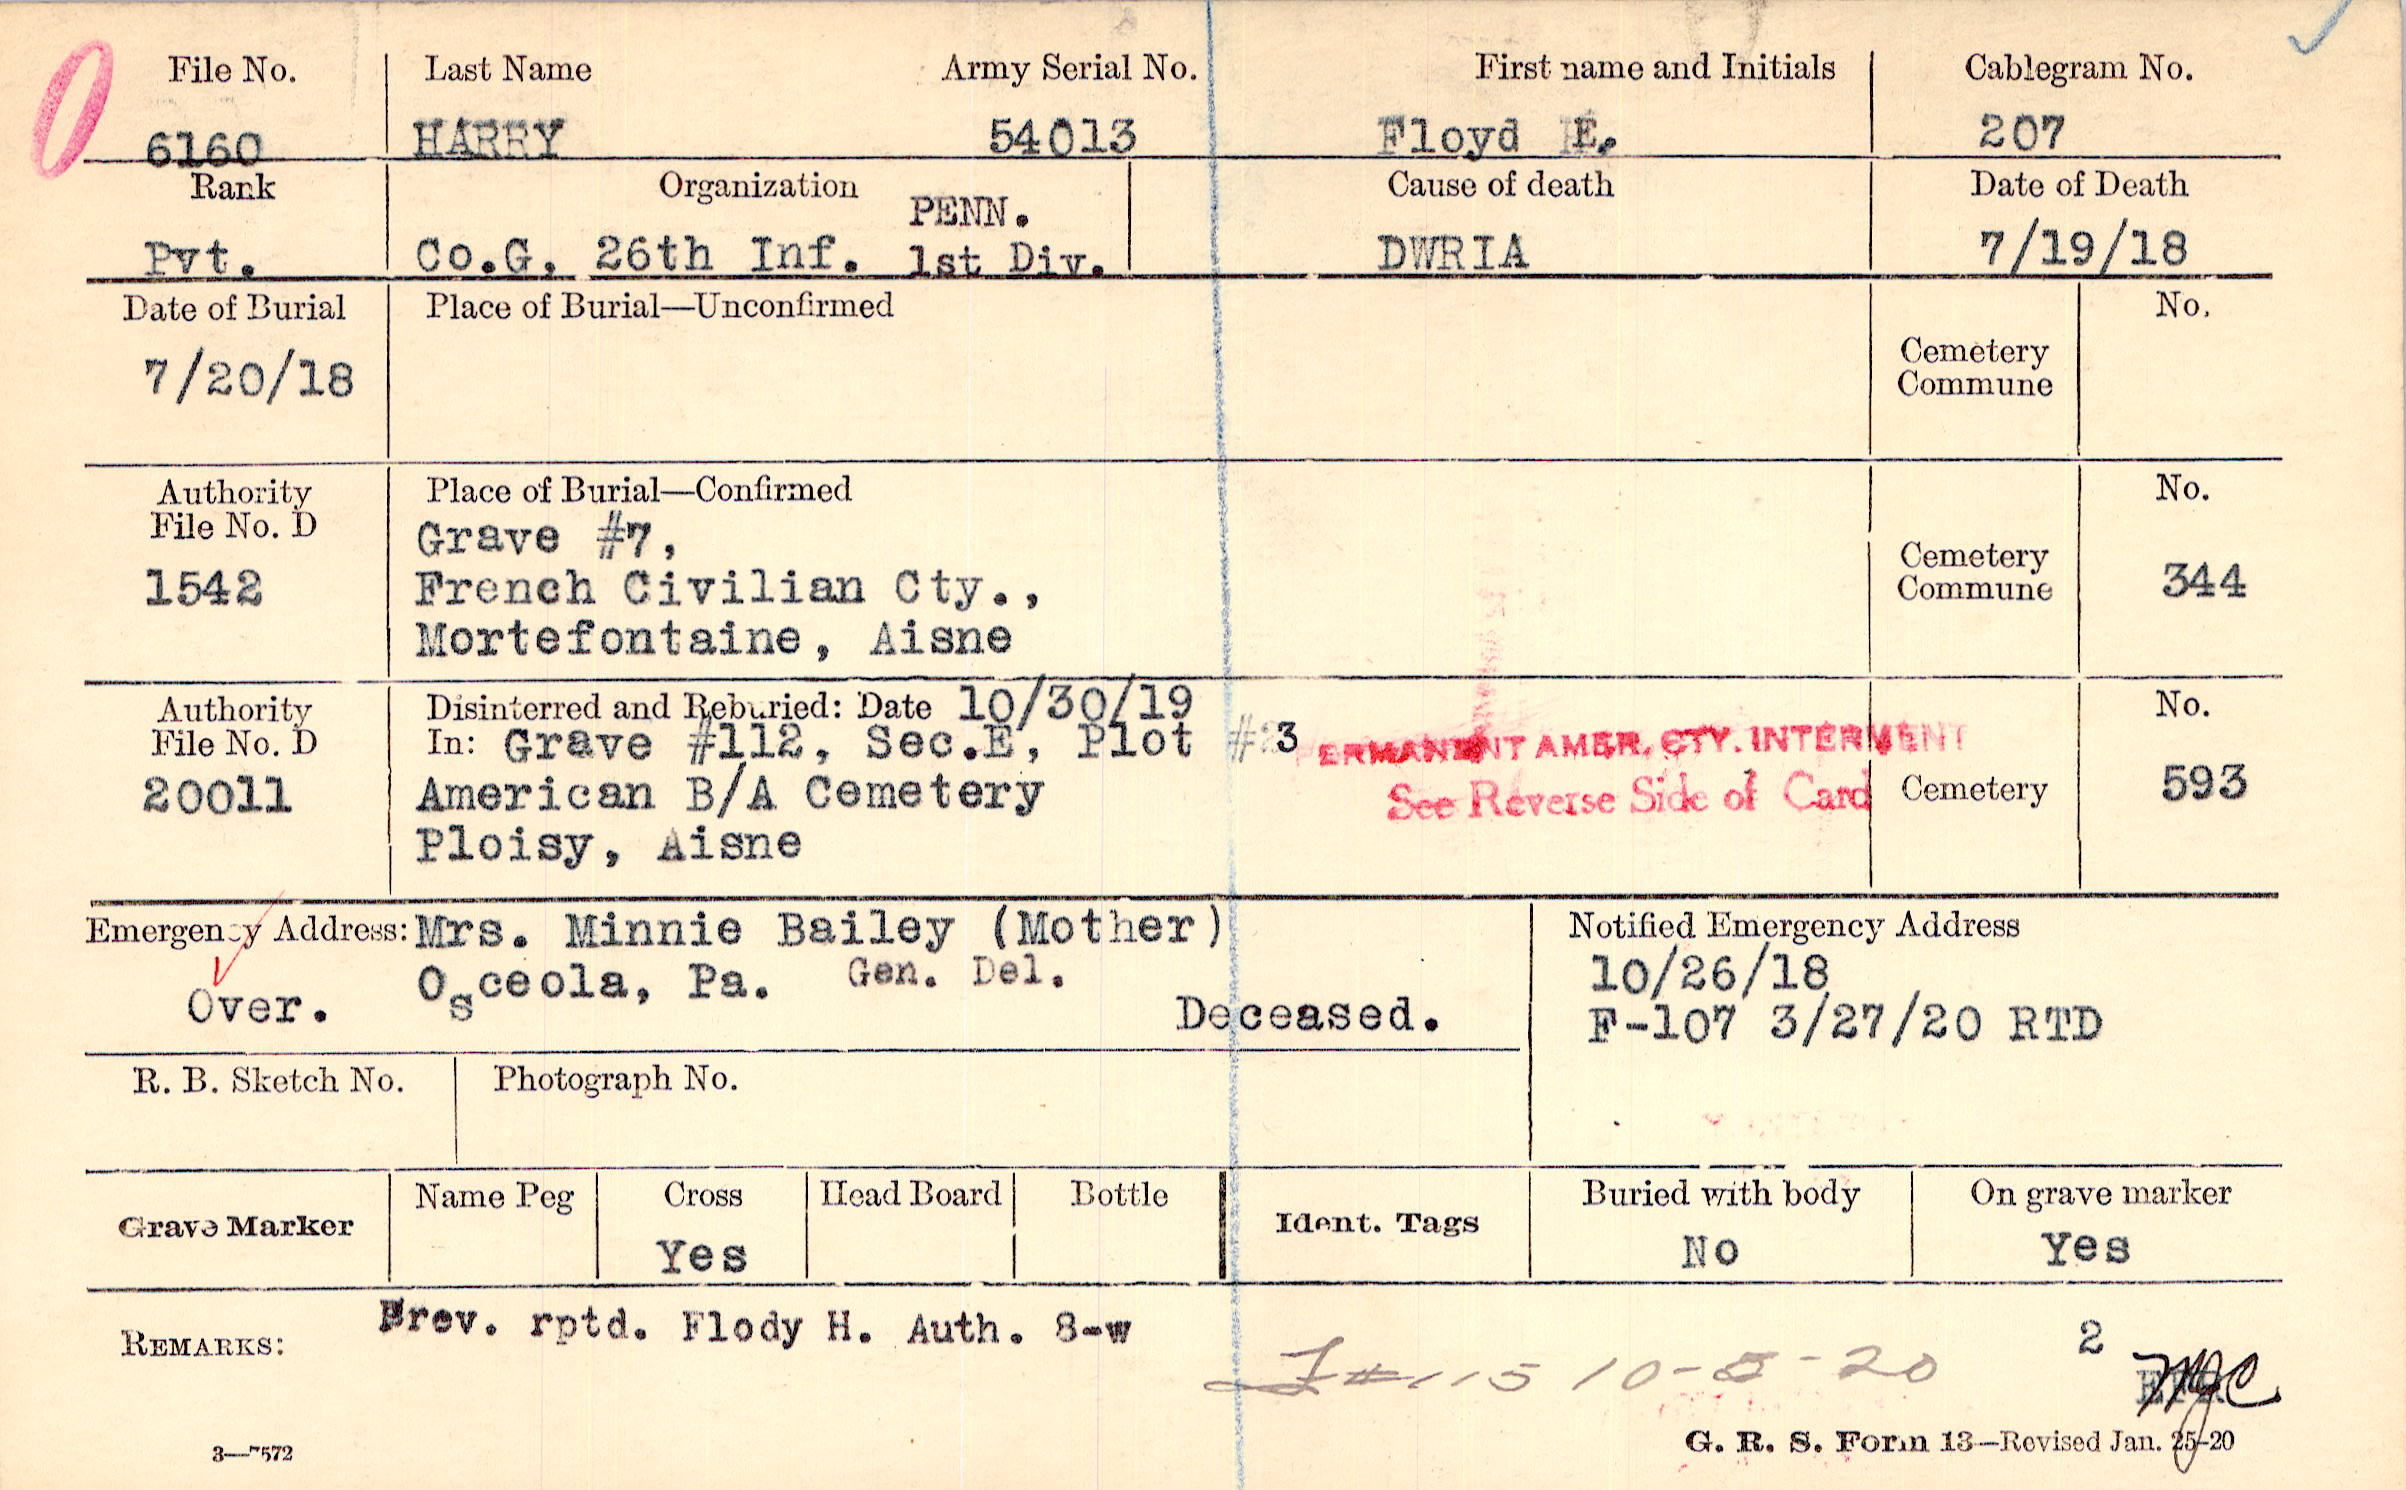 File No. Last Name Army Serial No. First name and Initials Cablegram No.
6160 HARRY 54013 Floyd E. 207
Rank Organization Cause of death Date of Death
PENN.
Pvt. Co.G, 26th Inf. 1st Div. DWRIA 7/19/18
Date of Burial Place of Burial—Unconfirmed No.
7/20/18
Cemetery
Commune
Authority Place of Burial—Confirmed No.
File No. D
Grave #7,
1542 French Civilian Cty., Cemetery 344
Mortefontaine, Aisne Commune
Authority Disinterred and Reburied: Date 10/30/19 No.
File No. D In: Grave #112, Sec.E, Plot #3 ERMANENT AMER. CTY. INTERMENT
20011 American B/A Cemetery See Reverse Side of Card Cemetery 593
Ploisy, Aisne
Emergency Address: Mrs. Minnie Bailey (Mother) Notified Emergency Address
Osceola, Pa. Gen. Del. 10/26/18
Over. Deceased. F-107 3/27/20 RTD
R. B. Sketch No. Photograph No.
Grave Marker Name Peg Cross Head Board Bottle Ident. Tags Buried with body On grave marker
Yes No Yes
REMARKS: Prev. rptd. Flody H. Auth. 8-w 2
#115 10-8-20 MJC
3—7572 G. R. S. Form 13—Revised Jan. 25-20